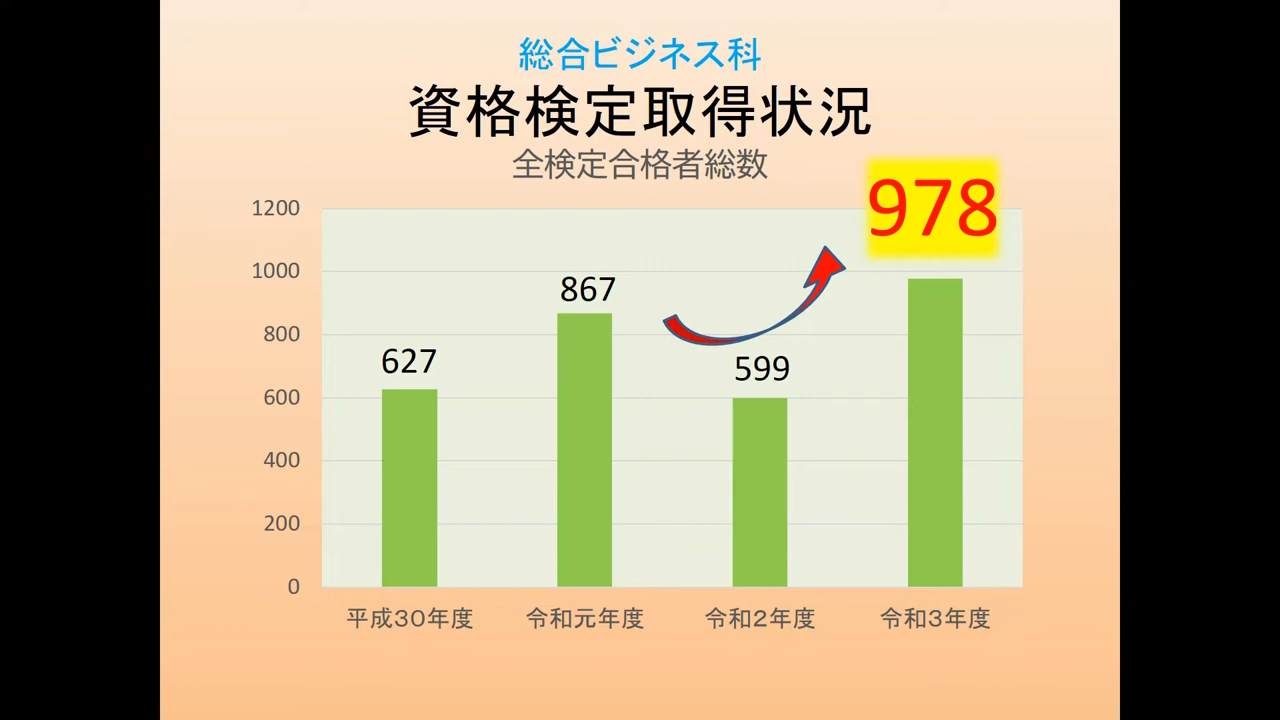 総合ビジネス科
資格検定取得状況
全検定合格者総数
978
1200
1000
800
600
400
200
0
627
867
599
平成30年度
令和元年度
令和2年度
令和3年度